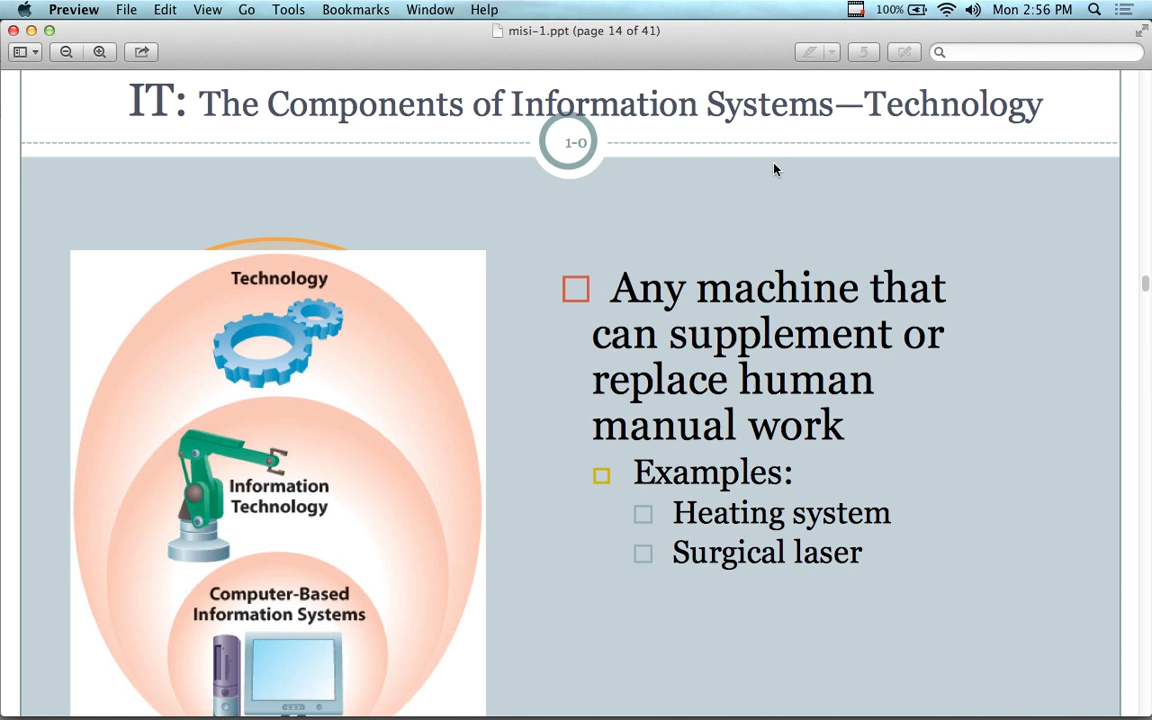 Preview File Edit View Go Tools Bookmarks Window Help 100% Mon 2:56 PM
misi-1.ppt (page 14 of 41)
IT: The Components of Information Systems—Technology
1-0
Technology
Information
Technology
Computer-Based
Information Systems
Any machine that
can supplement or
replace human
manual work
Examples:
Heating system
Surgical laser